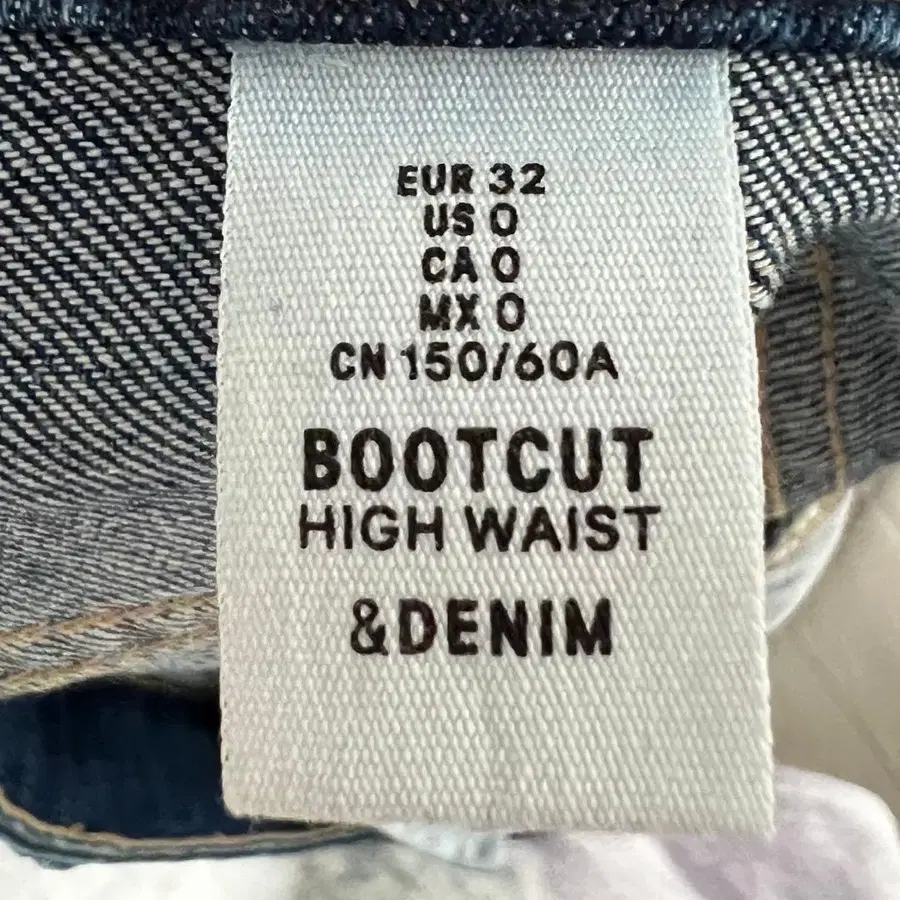 EUR 32
US 0
CA 0
MX 0
CN 150/60A
BOOTCUT
HIGH WAIST
&DENIM